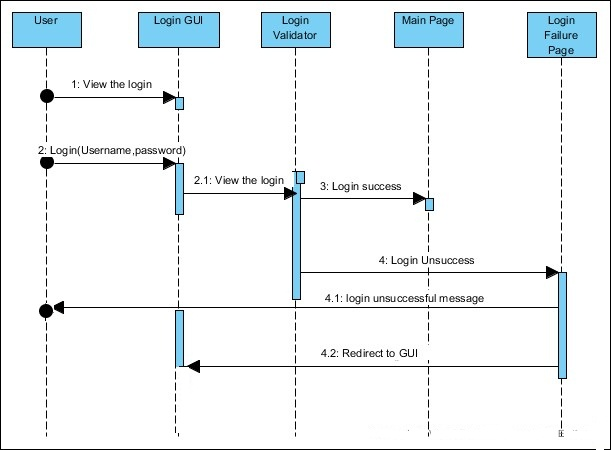 User
Login GUI
Login
Validator
Main Page
Login
Failure
Page
1: View the login
2: Login(Username,password)
2.1: View the login
3: Login success
4: Login Unsuccess
4.1: login unsuccessful message
4.2: Redirect to GUI